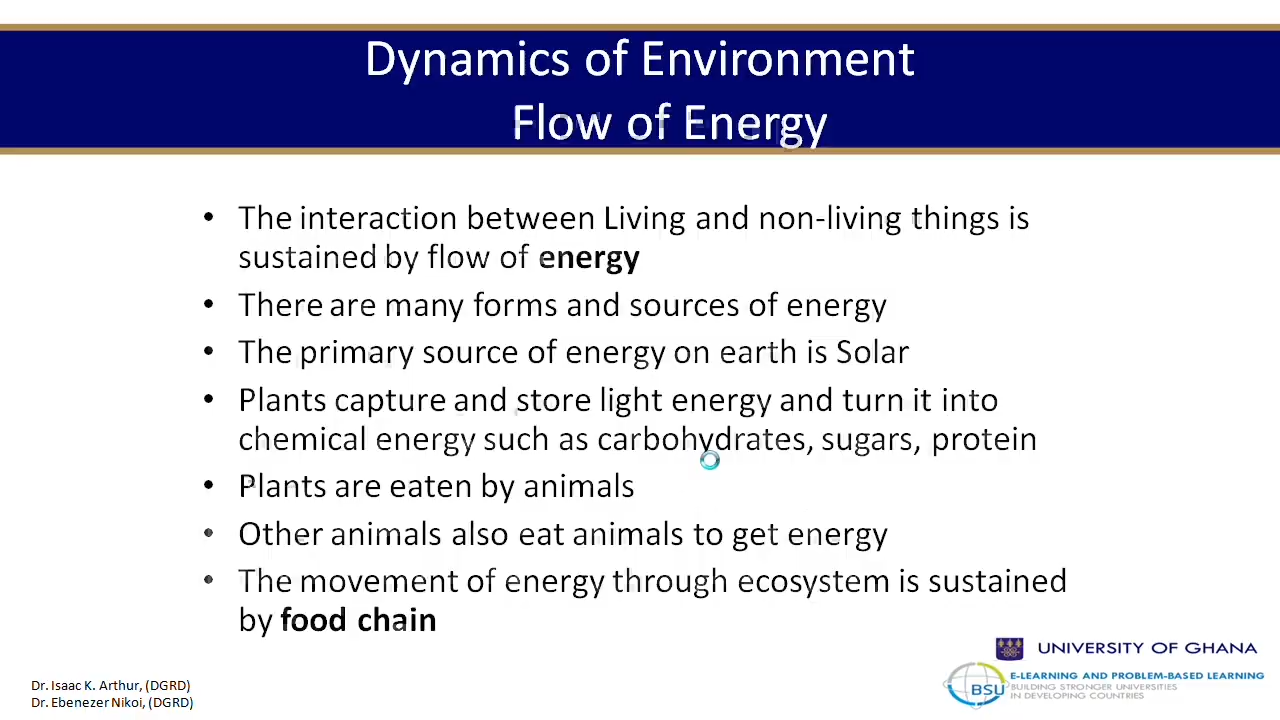 Dynamics of Environment
Flow of Energy
• The interaction between Living and non-living things is
sustained by flow of energy
• There are many forms and sources of energy
• The primary source of energy on earth is Solar
• Plants capture and store light energy and turn it into
chemical energy such as carbohydrates, sugars, protein
• Plants are eaten by animals
• Other animals also eat animals to get energy
• The movement of energy through ecosystem is sustained
by food chain
UNIVERSITY OF GHANA
BSU
E-LEARNING AND PROBLEM-BASED LEARNING
BUILDING STRONGER UNIVERSITIES
IN DEVELOPING COUNTRIES
Dr. Isaac K. Arthur, (DGRD)
Dr. Ebenezer Nikoi, (DGRD)